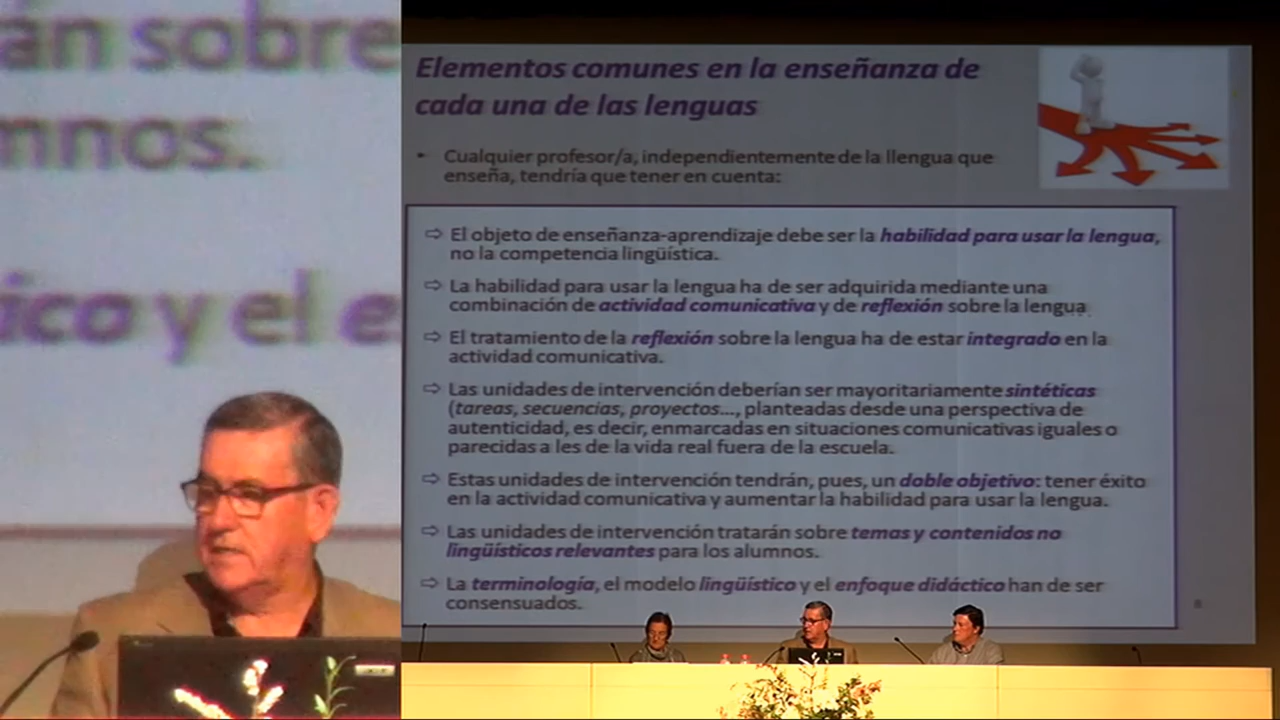 án sobre
mnos.
ico y el e
Elementos comunes en la enseñanza de
cada una de las lenguas
• Cualquier profesor/a, independientemente de la llengua que
enseña, tendría que tener en cuenta:
⇨ El objeto de enseñanza-aprendizaje debe ser la habilidad para usar la lengua,
no la competencia lingüística.
⇨ La habilidad para usar la lengua ha de ser adquirida mediante una
combinación de actividad comunicativa y de reflexión sobre la lengua.
⇨ El tratamiento de la reflexión sobre la lengua ha de estar integrado en la
actividad comunicativa.
⇨ Las unidades de intervención deberían ser mayoritariamente sintéticas
(tareas, secuencias, proyectos..., planteadas desde una perspectiva de
autenticidad, es decir, enmarcadas en situaciones comunicativas iguales o
parecidas a les de la vida real fuera de la escuela.
⇨ Estas unidades de intervención tendrán, pues, un doble objetivo: tener éxito
en la actividad comunicativa y aumentar la habilidad para usar la lengua.
⇨ Las unidades de intervención tratarán sobre temas y contenidos no
lingüísticos relevantes para los alumnos.
⇨ La terminología, el modelo lingüístico y el enfoque didáctico han de ser
consensuados.
8